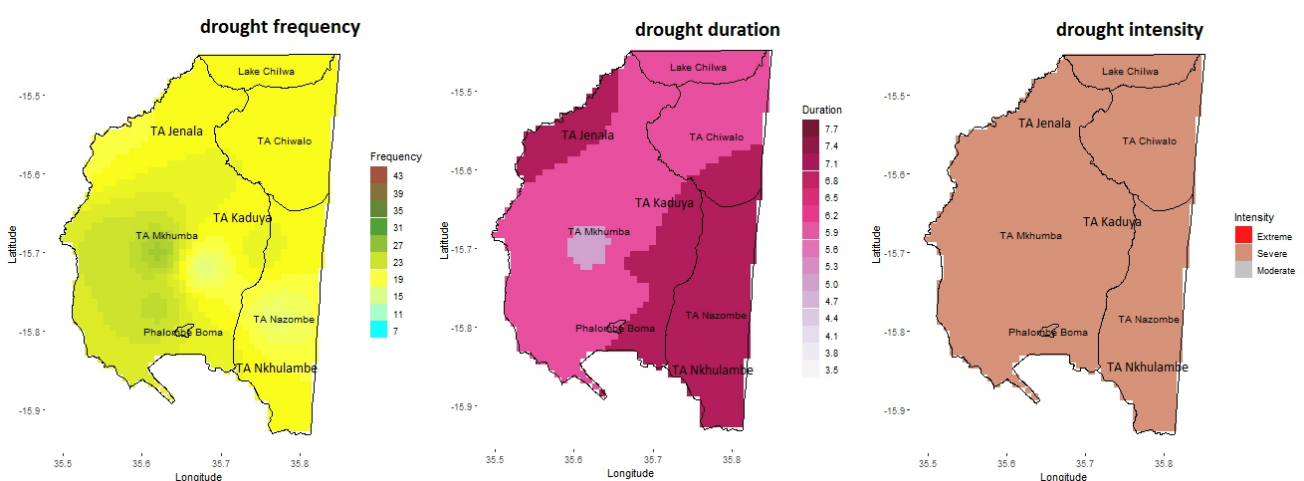 drought frequency
Lake Chilwa
TA Jenala
TA Chiwalo
TA Kaduya
TA Mkhumba
TA Nazombe
Phalombe Boma
TA Nkhulambe
-15.5
-15.6
-15.7
-15.8
-15.9
Latitude
35.5
35.6
35.7
35.8
Longitude
Frequency
43
39
35
31
27
23
19
15
11
7
drought duration
Lake Chilwa
TA Jenala
TA Chiwalo
TA Kaduya
TA Mkhumba
TA Nazombe
Phalombe Boma
TA Nkhulambe
-15.5
-15.6
-15.7
-15.8
-15.9
Latitude
35.5
35.6
35.7
35.8
Longitude
Duration
7.7
7.4
7.1
6.8
6.5
6.2
5.9
5.6
5.3
5.0
4.7
4.4
4.1
3.8
3.5
drought intensity
Lake Chilwa
TA Jenala
TA Chiwalo
TA Kaduya
TA Mkhumba
TA Nazombe
Phalombe Boma
TA Nkhulambe
-15.5
-15.6
-15.7
-15.8
-15.9
Latitude
35.5
35.6
35.7
35.8
Longitude
Intensity
Extreme
Severe
Moderate